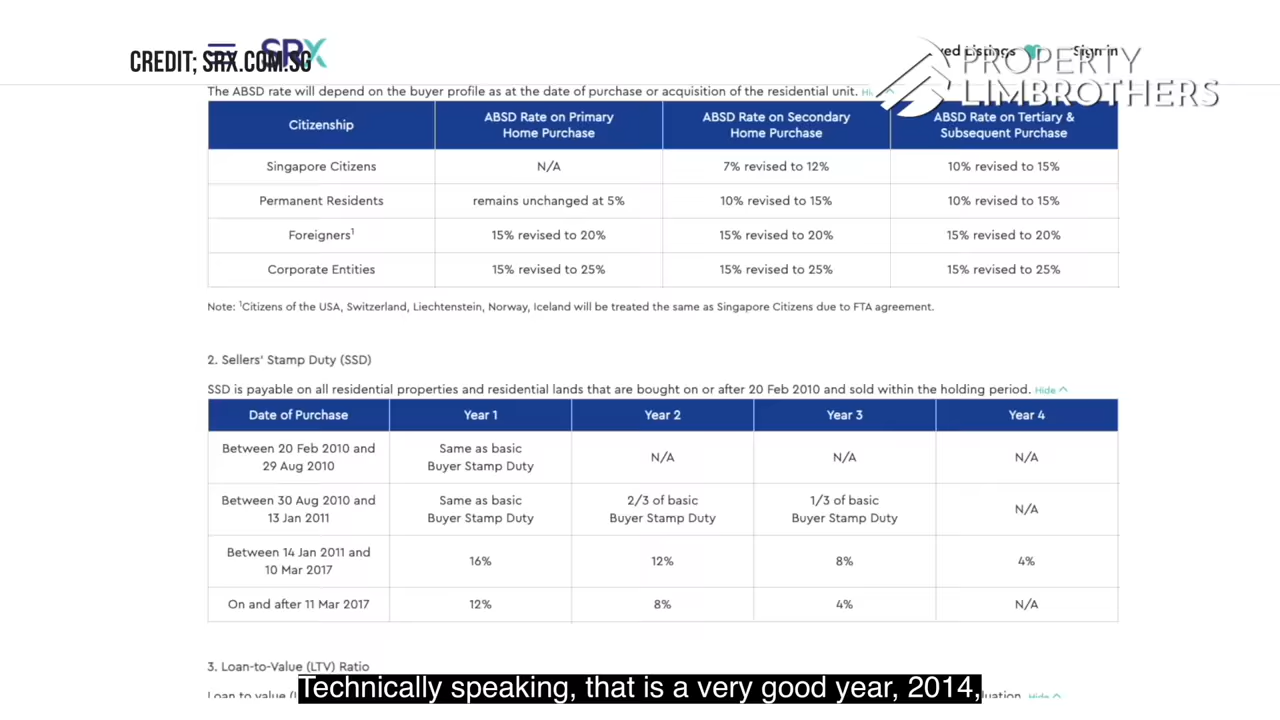 CREDIT; SRX.COM.SG
SRX
Saved Listings
Sign in
PROPERTY
LIMBROTHERS
The ABSD rate will depend on the buyer profile as at the date of purchase or acquisition of the residential unit.
Citizenship
ABSD Rate on Primary
Home Purchase
ABSD Rate on Secondary
Home Purchase
ABSD Rate on Tertiary &
Subsequent Purchase
Singapore Citizens
N/A
7% revised to 12%
10% revised to 15%
Permanent Residents
remains unchanged at 5%
10% revised to 15%
10% revised to 15%
Foreigners1
15% revised to 20%
15% revised to 20%
15% revised to 20%
Corporate Entities
15% revised to 25%
15% revised to 25%
15% revised to 25%
Note: 1Citizens of the USA, Switzerland, Liechtenstein, Norway, Iceland will be treated the same as Singapore Citizens due to FTA agreement.
2. Sellers' Stamp Duty (SSD)
SSD is payable on all residential properties and residential lands that are bought on or after 20 Feb 2010 and sold within the holding period. Hide
Date of Purchase
Year 1
Year 2
Year 3
Year 4
Between 20 Feb 2010 and
29 Aug 2010
Same as basic
Buyer Stamp Duty
N/A
N/A
N/A
Between 30 Aug 2010 and
13 Jan 2011
Same as basic
Buyer Stamp Duty
2/3 of basic
Buyer Stamp Duty
1/3 of basic
Buyer Stamp Duty
N/A
Between 14 Jan 2011 and
10 Mar 2017
16%
12%
8%
4%
On and after 11 Mar 2017
12%
8%
4%
N/A
3. Loan-to-Value (LTV) Ratio
Loan to value
Hide
Technically speaking, that is a very good year, 2014,